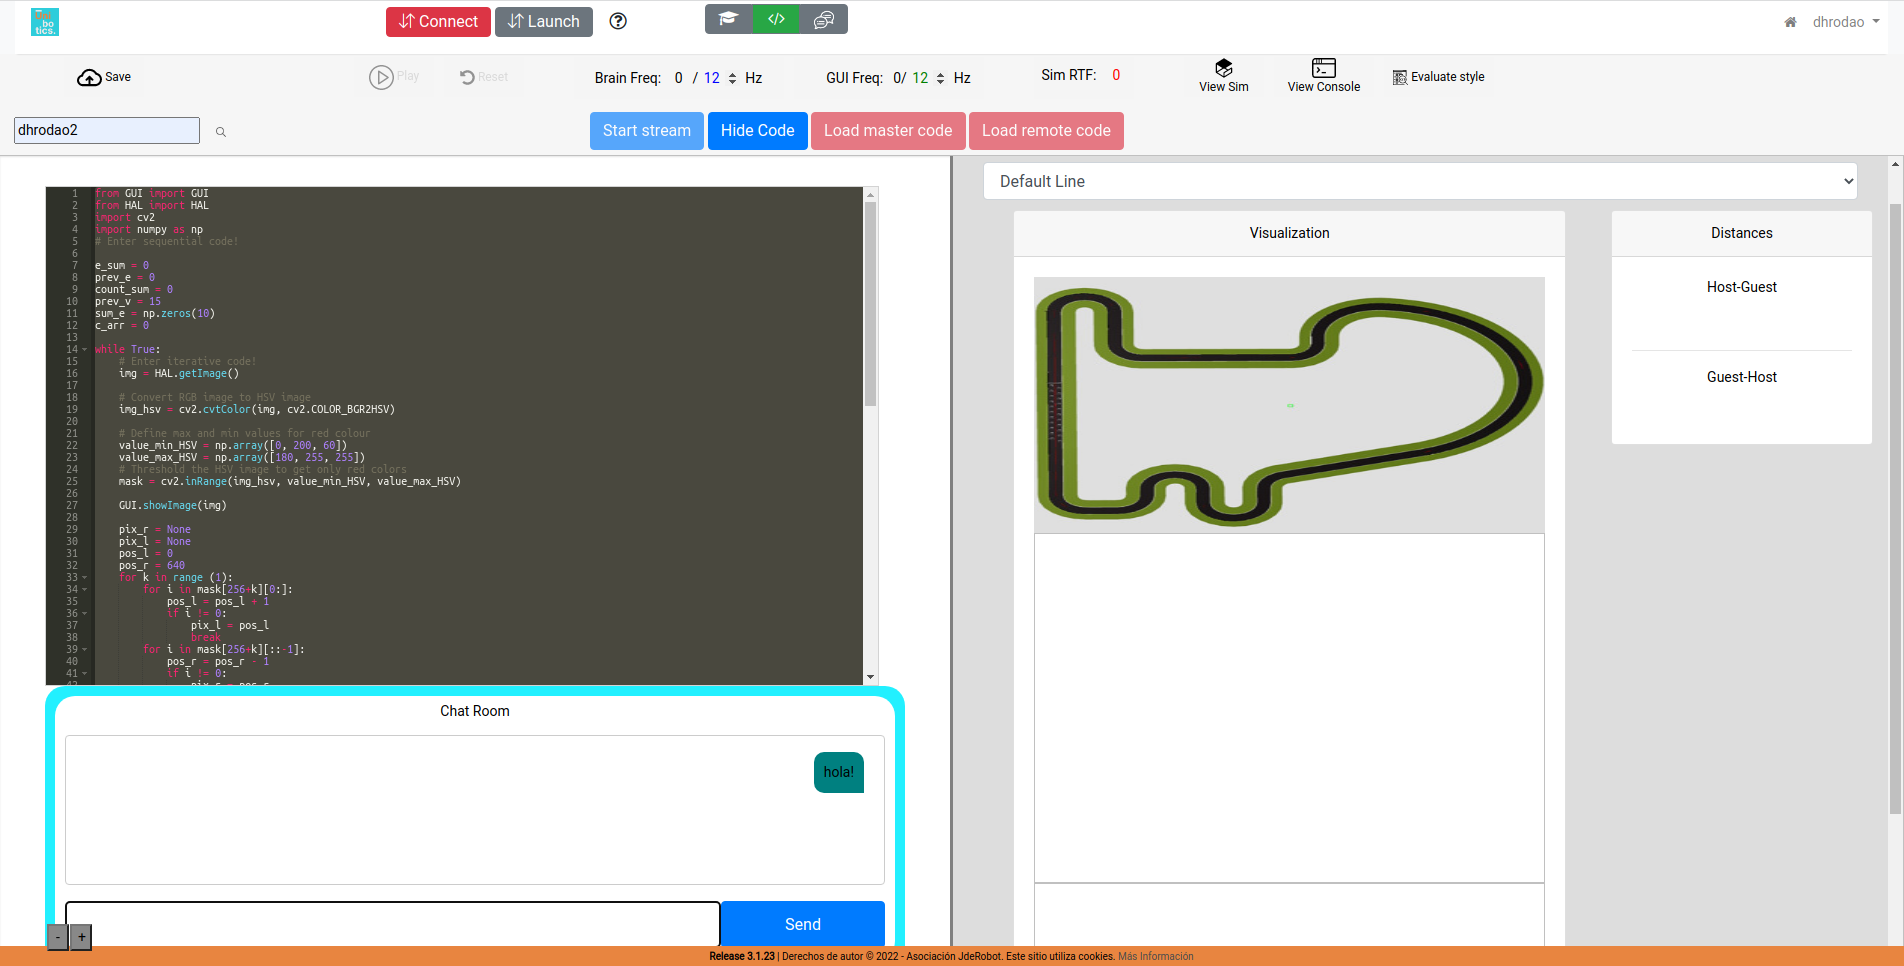 bo
tics.
Connect
Launch
dhrodao
Save
Play
Reset
Brain Freq: 0 / 12 Hz
GUI Freq: 0/ 12 Hz
Sim RTF: 0
View Sim
View Console
Evaluate style
dhrodao2
Start stream
Hide Code
Load master code
Load remote code
1 from GUI import GUI
2 from HAL import HAL
3 import cv2
4 import numpy as np
5 # Enter sequential code!
6
7 e_sum = 0
8 prev_e = 0
9 count_sum = 0
10 prev_v = 15
11 sum_e = np.zeros(10)
12 c_arr = 0
13
14 while True:
15 # Enter iterative code!
16 img = HAL.getImage()
17
18 # Convert RGB image to HSV image
19 img_hsv = cv2.cvtColor(img, cv2.COLOR_BGR2HSV)
20
21 # Define max and min values for red colour
22 value_min_HSV = np.array([0, 200, 60])
23 value_max_HSV = np.array([180, 255, 255])
24 # Threshold the HSV image to get only red colors
25 mask = cv2.inRange(img_hsv, value_min_HSV, value_max_HSV)
26
27 GUI.showImage(img)
28
29 pix_r = None
30 pix_l = None
31 pos_l = 0
32 pos_r = 640
33 for k in range (1):
34 for i in mask[256+k][0:]:
35 pos_l = pos_l + 1
36 if i != 0:
37 pix_l = pos_l
38 break
39 for i in mask[256+k][::-1]:
40 pos_r = pos_r - 1
41 if i != 0:
42 pix_r = pos_r
Chat Room
hola!
Send
- +
Default Line
Visualization
Distances
Host-Guest
Guest-Host
Release 3.1.23 | Derechos de autor © 2022 - Asociación JdeRobot. Este sitio utiliza cookies. Más Información